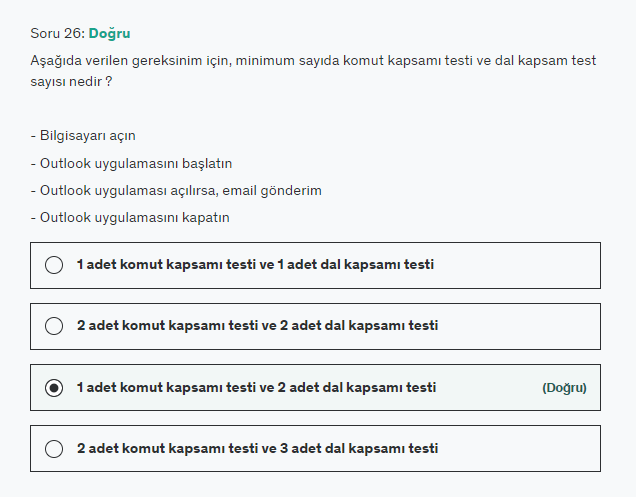 Soru 26: Doğru
Aşağıda verilen gereksinim için, minimum sayıda komut kapsamı testi ve dal kapsam test
sayısı nedir ?
- Bilgisayarı açın
- Outlook uygulamasını başlatın
- Outlook uygulaması açılırsa, email gönderim
- Outlook uygulamasını kapatın
1 adet komut kapsamı testi ve 1 adet dal kapsamı testi
2 adet komut kapsamı testi ve 2 adet dal kapsamı testi
1 adet komut kapsamı testi ve 2 adet dal kapsamı testi (Doğru)
2 adet komut kapsamı testi ve 3 adet dal kapsamı testi